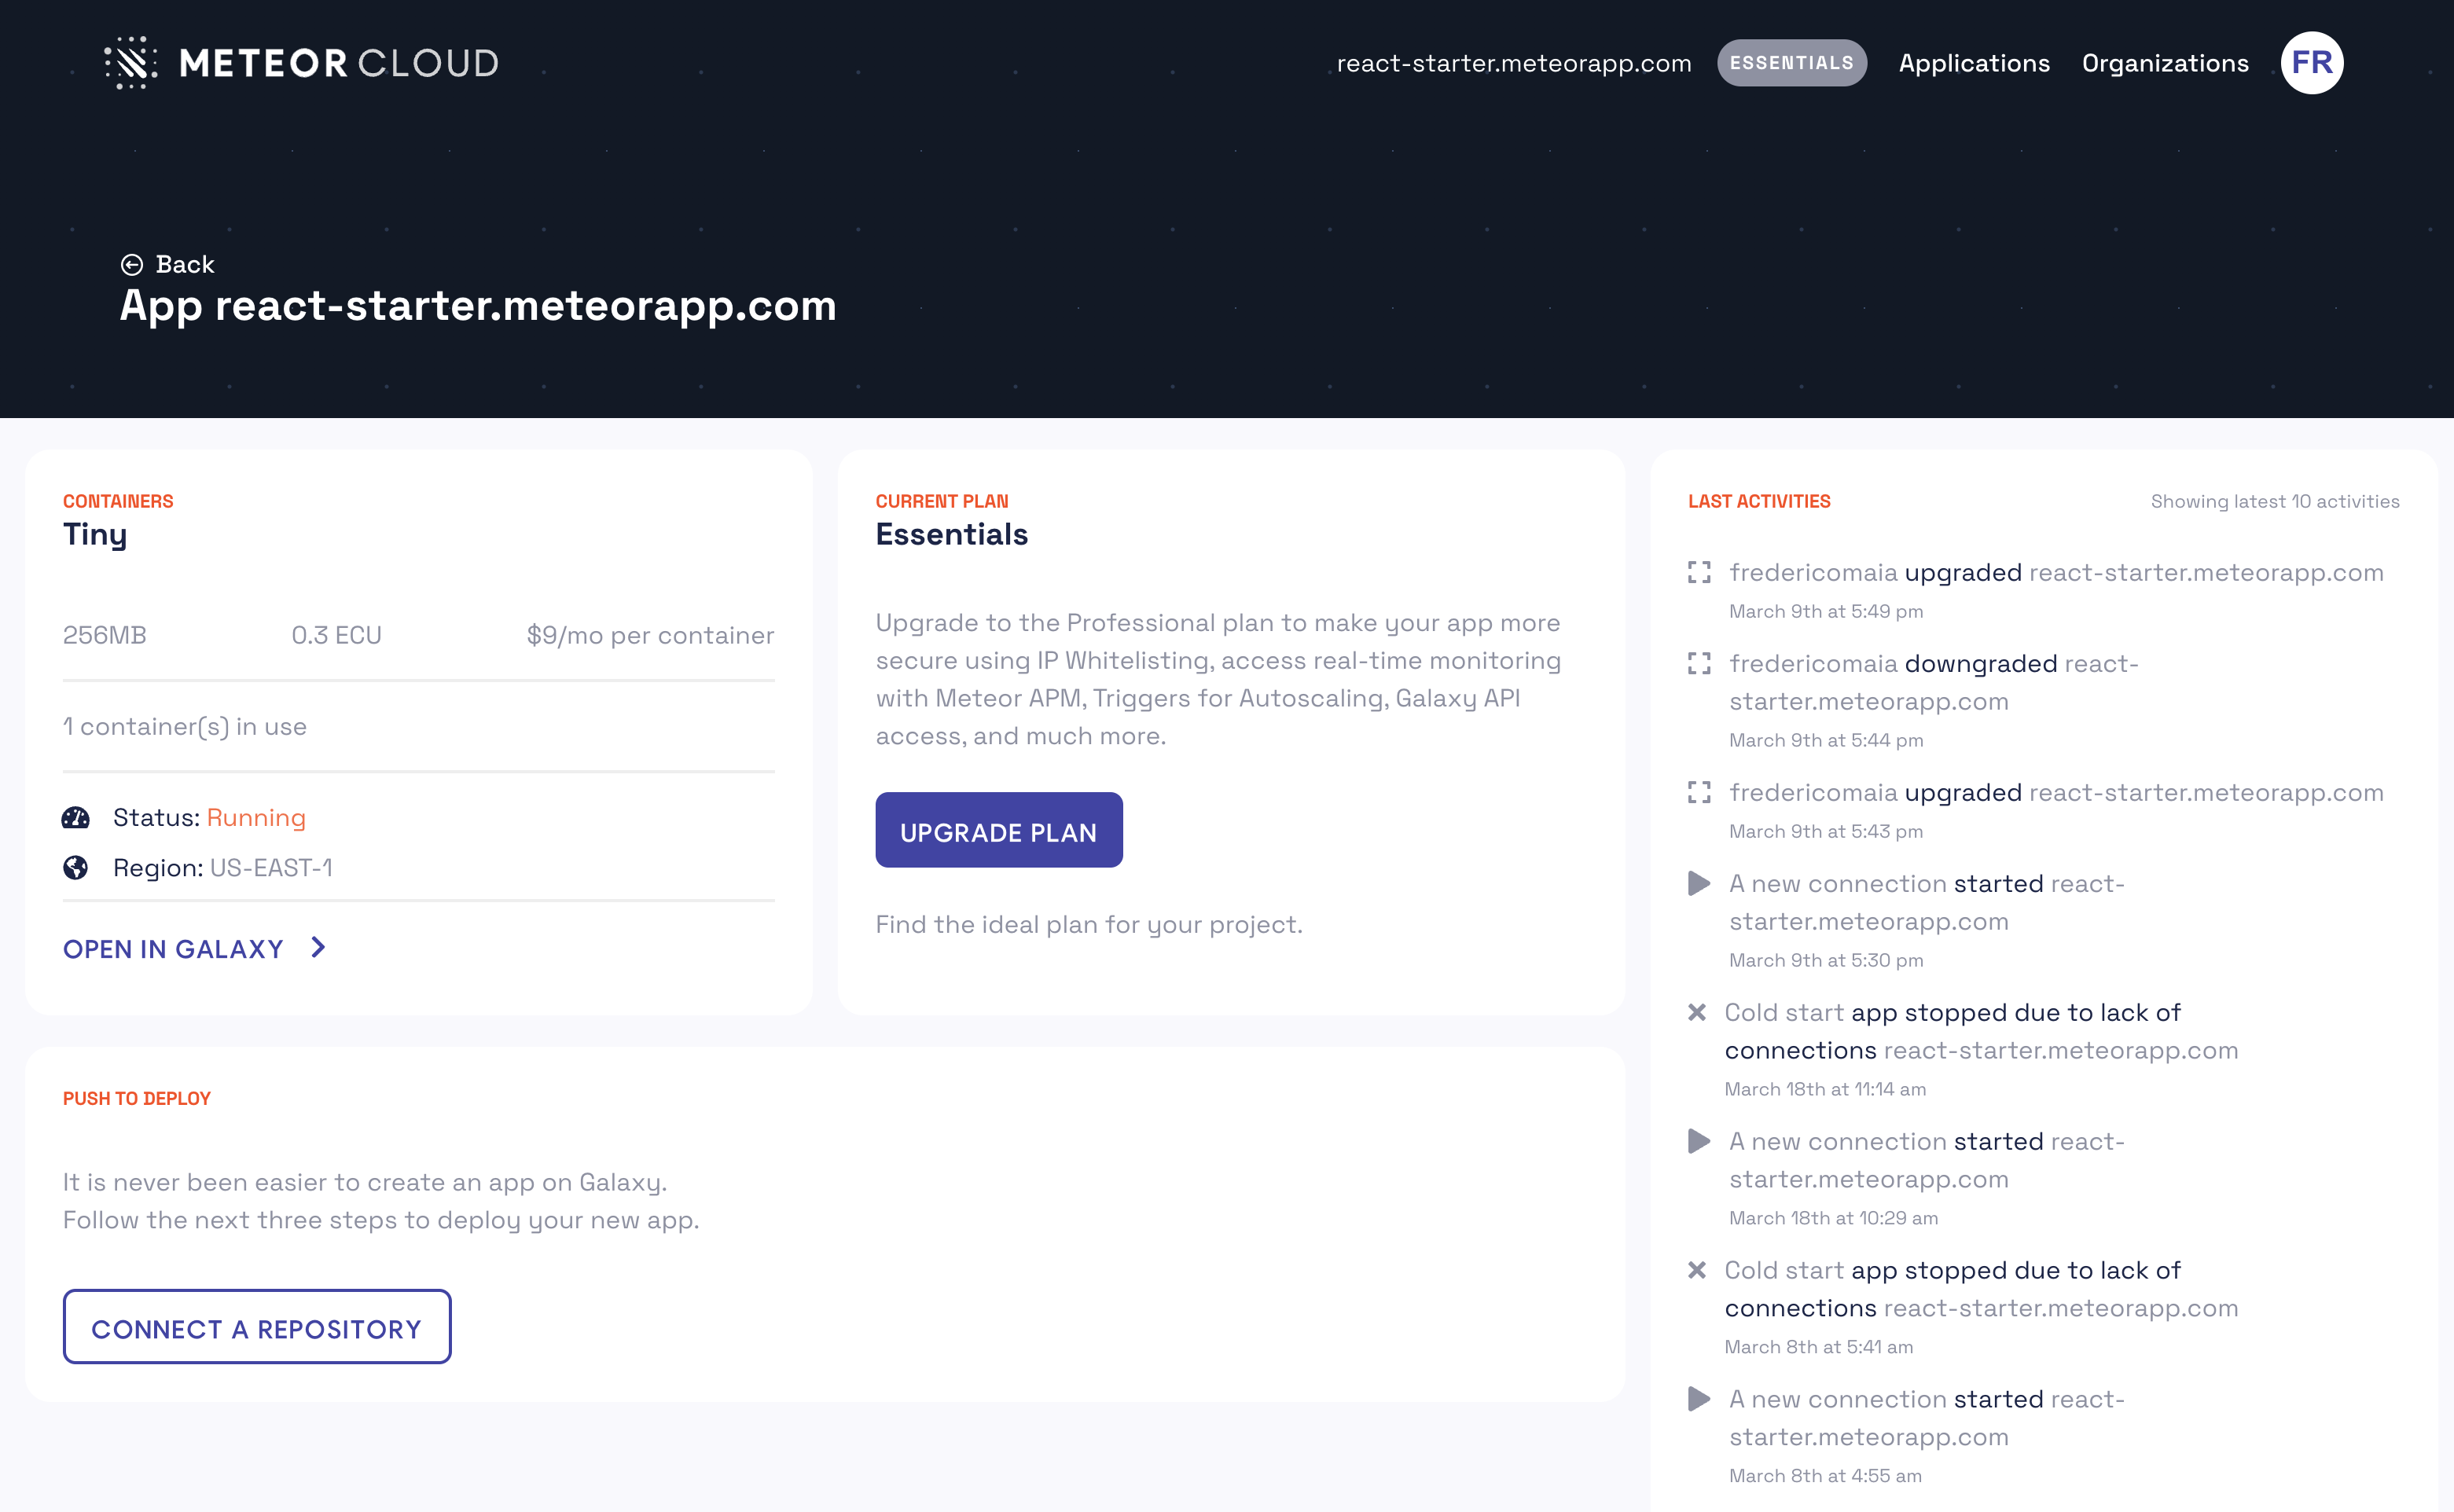 METEOR CLOUD
react-starter.meteorapp.com ESSENTIALS Applications Organizations FR
Back
App react-starter.meteorapp.com
CONTAINERS
Tiny
256MB 0.3 ECU $9/mo per container
1 container(s) in use
Status: Running
Region: US-EAST-1
OPEN IN GALAXY
CURRENT PLAN
Essentials
Upgrade to the Professional plan to make your app more
secure using IP Whitelisting, access real-time monitoring
with Meteor APM, Triggers for Autoscaling, Galaxy API
access, and much more.
UPGRADE PLAN
Find the ideal plan for your project.
PUSH TO DEPLOY
It is never been easier to create an app on Galaxy.
Follow the next three steps to deploy your new app.
CONNECT A REPOSITORY
LAST ACTIVITIES Showing latest 10 activities
fredericomaia upgraded react-starter.meteorapp.com
March 9th at 5:49 pm
fredericomaia downgraded react-
starter.meteorapp.com
March 9th at 5:44 pm
fredericomaia upgraded react-starter.meteorapp.com
March 9th at 5:43 pm
A new connection started react-
starter.meteorapp.com
March 9th at 5:30 pm
Cold start app stopped due to lack of
connections react-starter.meteorapp.com
March 18th at 11:14 am
A new connection started react-
starter.meteorapp.com
March 18th at 10:29 am
Cold start app stopped due to lack of
connections react-starter.meteorapp.com
March 8th at 5:41 am
A new connection started react-
starter.meteorapp.com
March 8th at 4:55 am